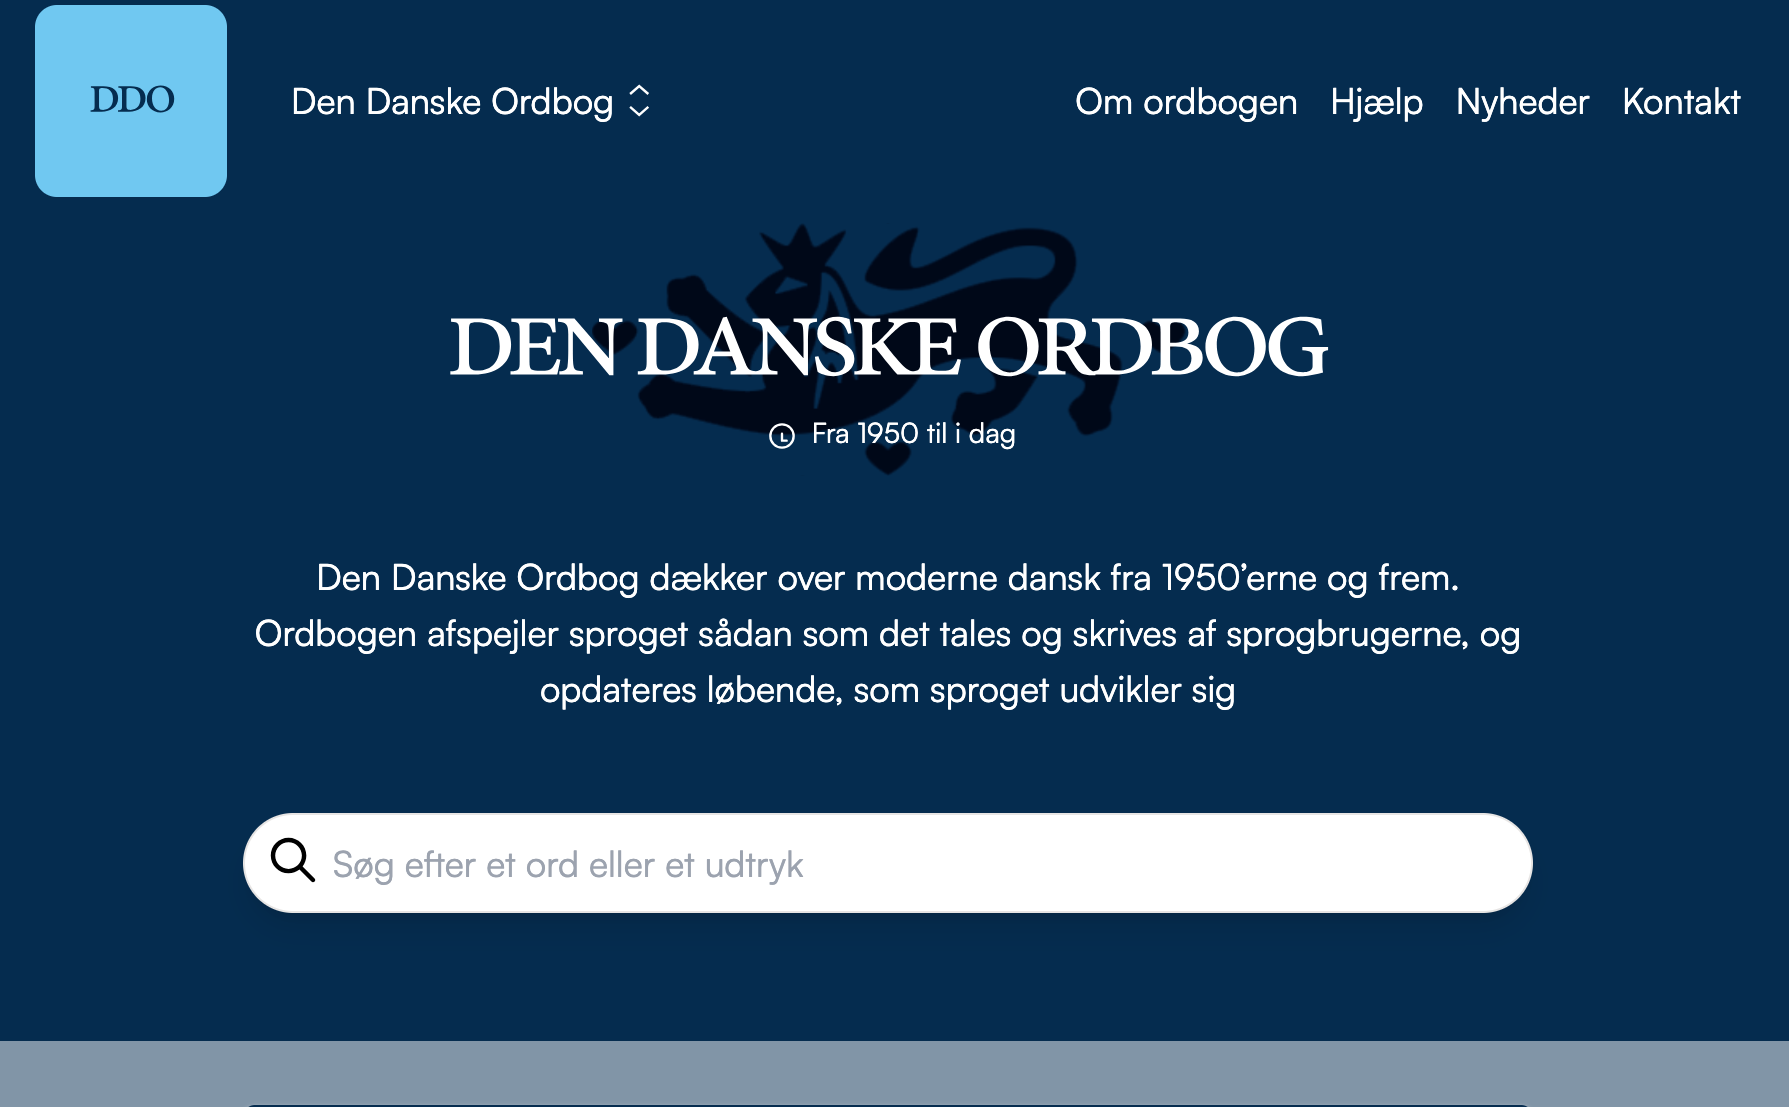 DDO
Den Danske Ordbog
Om ordbogen Hjælp Nyheder Kontakt
DEN DANSKE ORDBOG
Fra 1950 til i dag
Den Danske Ordbog dækker over moderne dansk fra 1950’erne og frem.
Ordbogen afspejler sproget sådan som det tales og skrives af sprogbrugerne, og
opdateres løbende, som sproget udvikler sig
Søg efter et ord eller et udtryk